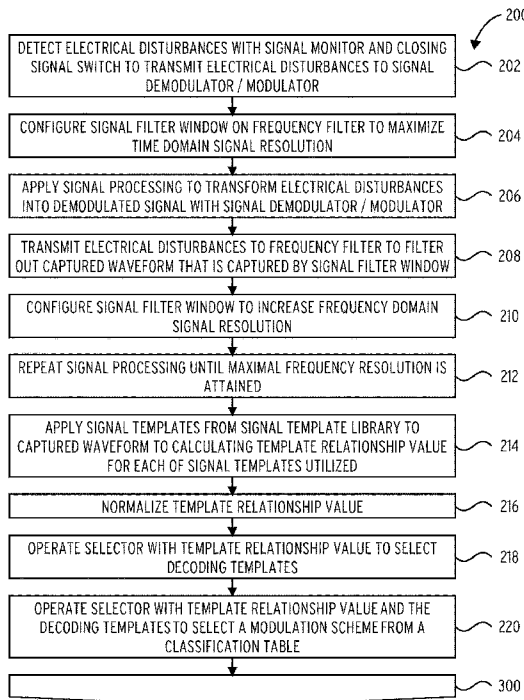 200
DETECT ELECTRICAL DISTURBANCES WITH SIGNAL MONITOR AND CLOSING
SIGNAL SWITCH TO TRANSMIT ELECTRICAL DISTURBANCES TO SIGNAL
DEMODULATOR / MODULATOR
202
CONFIGURE SIGNAL FILTER WINDOW ON FREQUENCY FILTER TO MAXIMIZE
TIME DOMAIN SIGNAL RESOLUTION
204
APPLY SIGNAL PROCESSING TO TRANSFORM ELECTRICAL DISTURBANCES
INTO DEMODULATED SIGNAL WITH SIGNAL DEMODULATOR / MODULATOR
206
TRANSMIT ELECTRICAL DISTURBANCES TO FREQUENCY FILTER TO FILTER
OUT CAPTURED WAVEFORM THAT IS CAPTURED BY SIGNAL FILTER WINDOW
208
CONFIGURE SIGNAL FILTER WINDOW TO INCREASE FREQUENCY DOMAIN
SIGNAL RESOLUTION
210
REPEAT SIGNAL PROCESSING UNTIL MAXIMAL FREQUENCY RESOLUTION IS
ATTAINED
212
APPLY SIGNAL TEMPLATES FROM SIGNAL TEMPLATE LIBRARY TO
CAPTURED WAVEFORM TO CALCULATING TEMPLATE RELATIONSHIP VALUE
FOR EACH OF SIGNAL TEMPLATES UTILIZED
214
NORMALIZE TEMPLATE RELATIONSHIP VALUE
216
OPERATE SELECTOR WITH TEMPLATE RELATIONSHIP VALUE TO SELECT
DECODING TEMPLATES
218
OPERATE SELECTOR WITH TEMPLATE RELATIONSHIP VALUE AND THE
DECODING TEMPLATES TO SELECT A MODULATION SCHEME FROM A
CLASSIFICATION TABLE
220
300